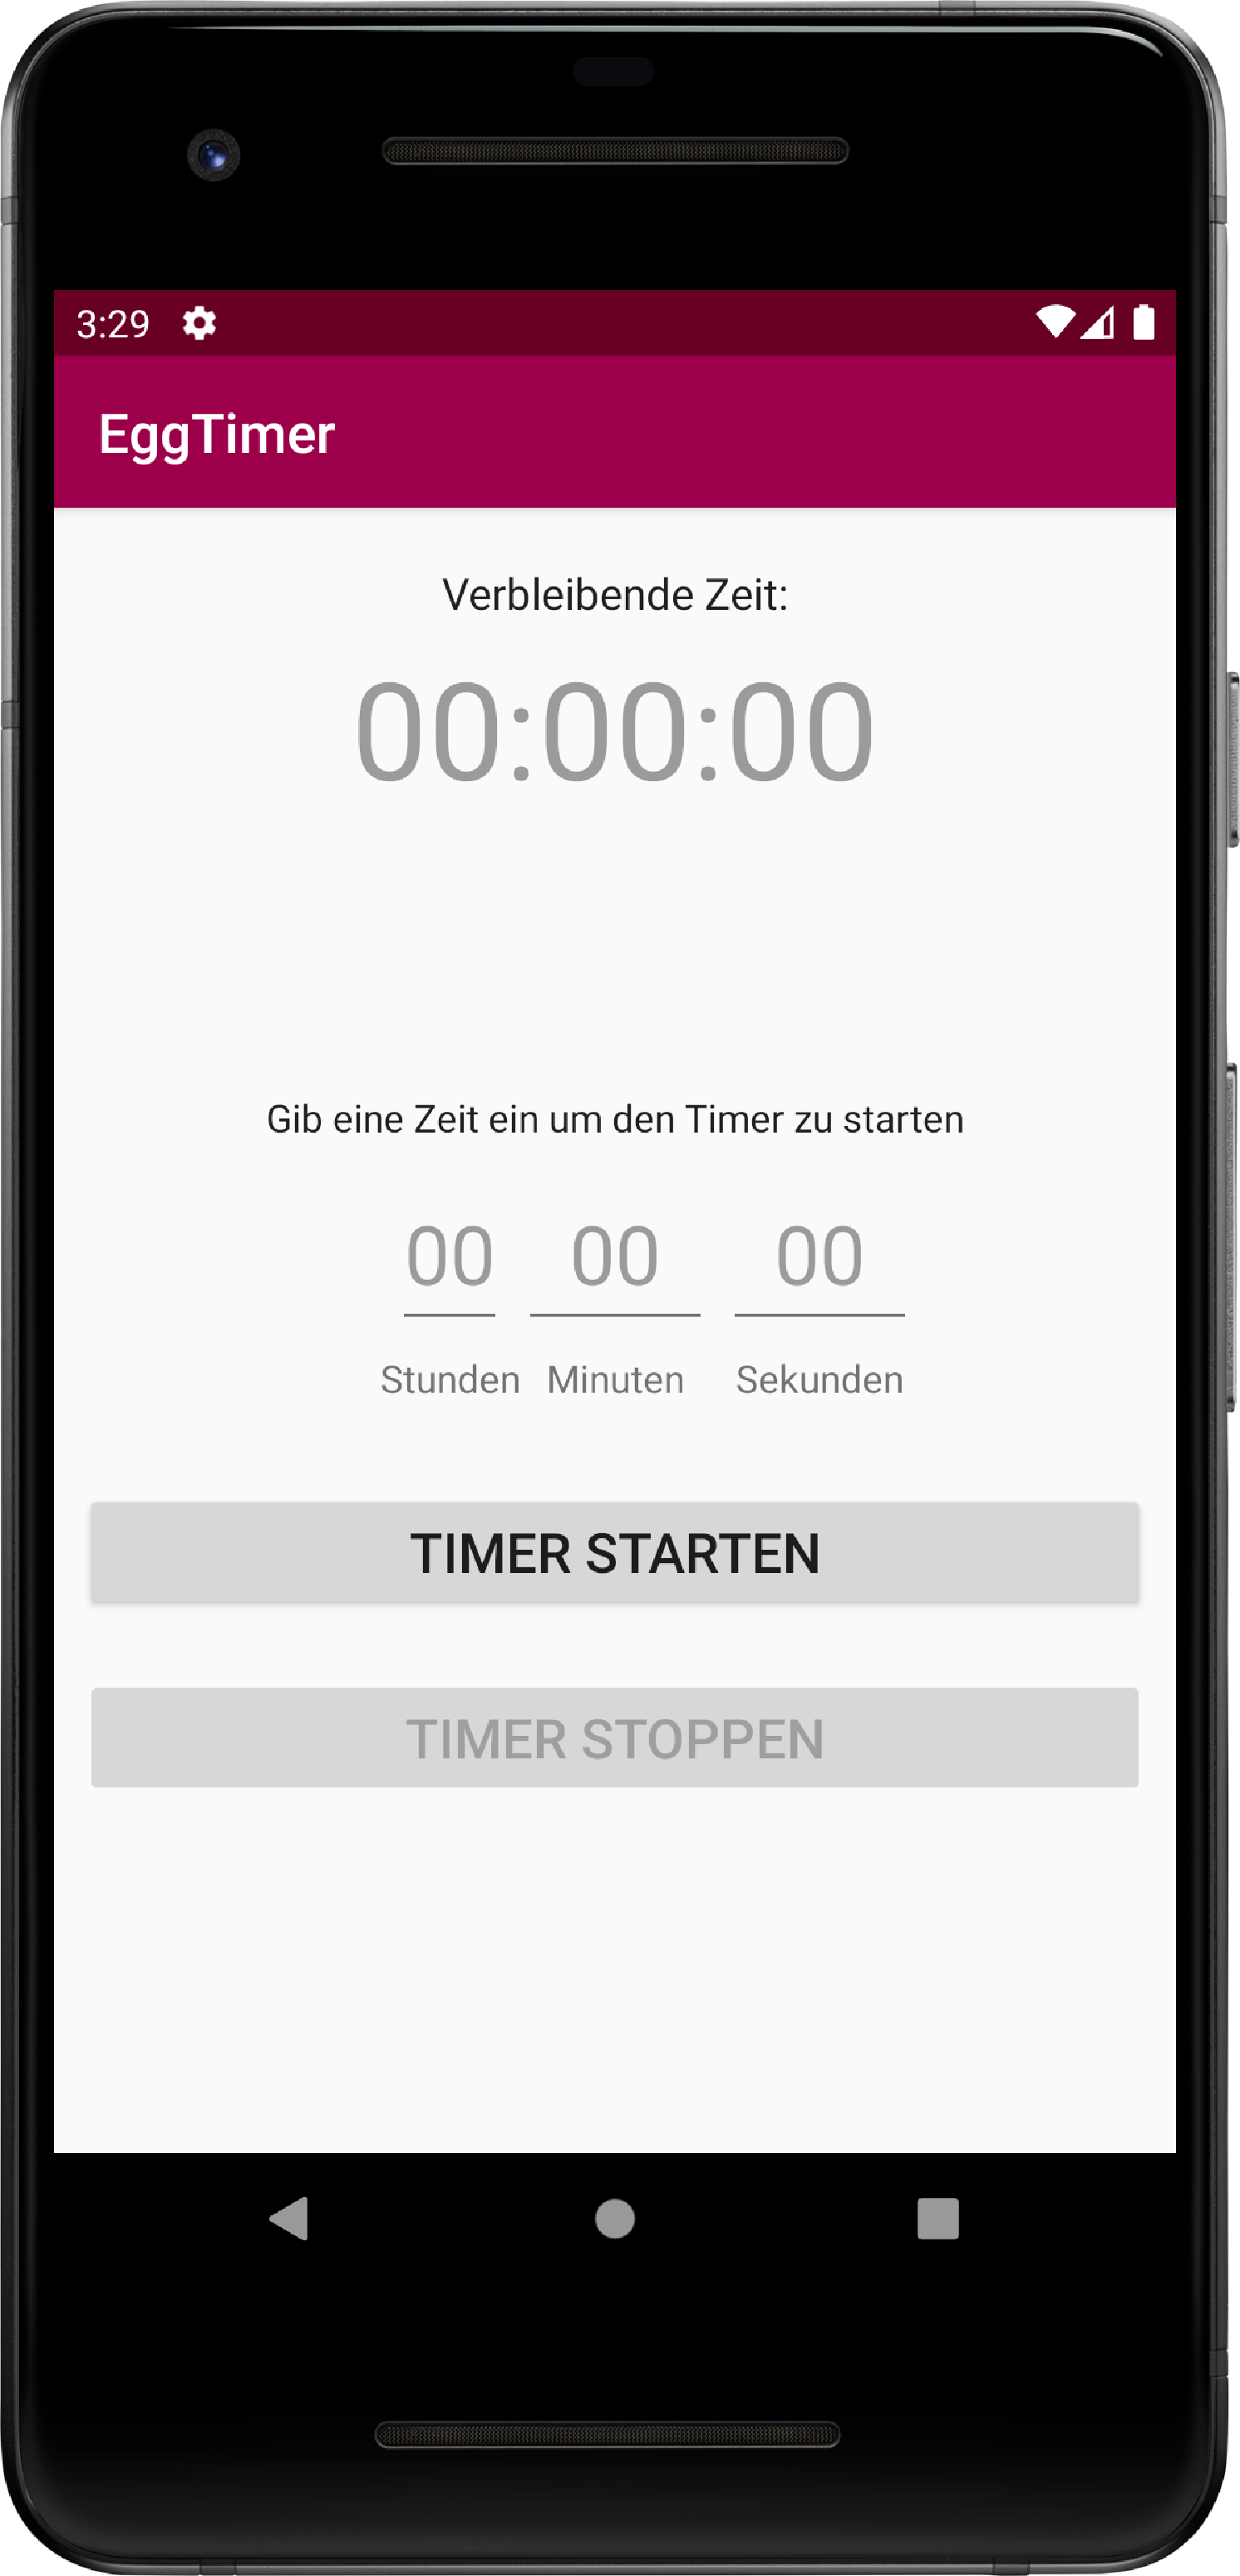 3:29
EggTimer
Verbleibende Zeit:
00:00:00
Gib eine Zeit ein um den Timer zu starten
00 00 00
Stunden Minuten Sekunden
TIMER STARTEN
TIMER STOPPEN